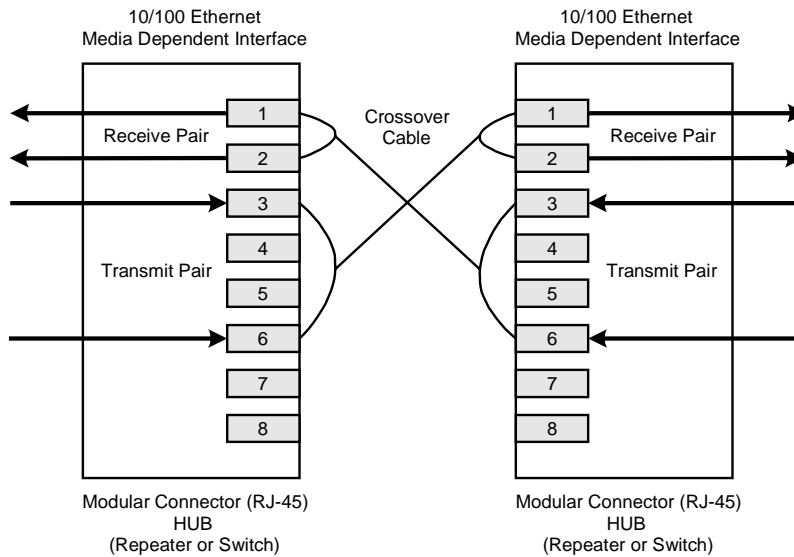 10/100 Ethernet
Media Dependent Interface
10/100 Ethernet
Media Dependent Interface
1
Receive Pair
2
3
4
Transmit Pair
5
6
7
8
Crossover
Cable
1
Receive Pair
2
3
4
Transmit Pair
5
6
7
8
Modular Connector (RJ-45)
HUB
(Repeater or Switch)
Modular Connector (RJ-45)
HUB
(Repeater or Switch)